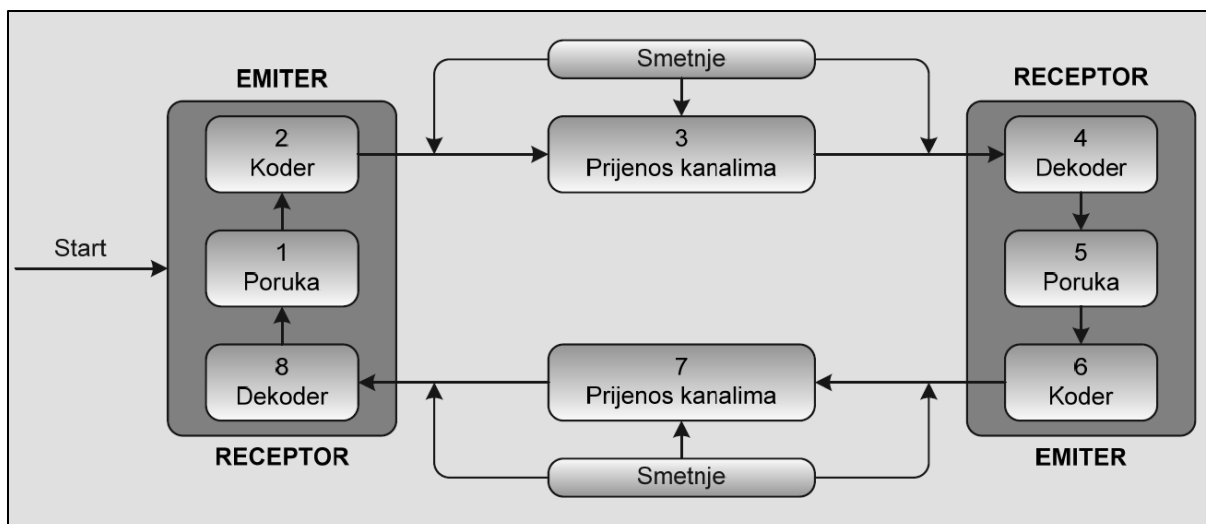 Smetnje
EMITER
RECEPTOR
2
Koder
3
Prijenos kanalima
4
Dekoder
Start
1
Poruka
5
Poruka
8
Dekoder
7
Prijenos kanalima
6
Koder
RECEPTOR
Smetnje
EMITER